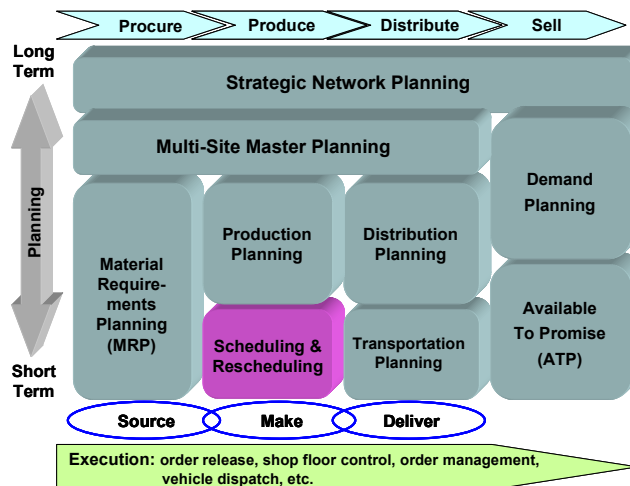 Procure
Produce
Distribute
Sell
Long
Term
Strategic Network Planning
Multi-Site Master Planning
Demand
Planning
Planning
Production
Planning
Distribution
Planning
Material
Require-
ments
Planning
(MRP)
Available
To Promise
(ATP)
Scheduling &
Rescheduling
Transportation
Planning
Short
Term
Source
Make
Deliver
Execution: order release, shop floor control, order management,
vehicle dispatch, etc.